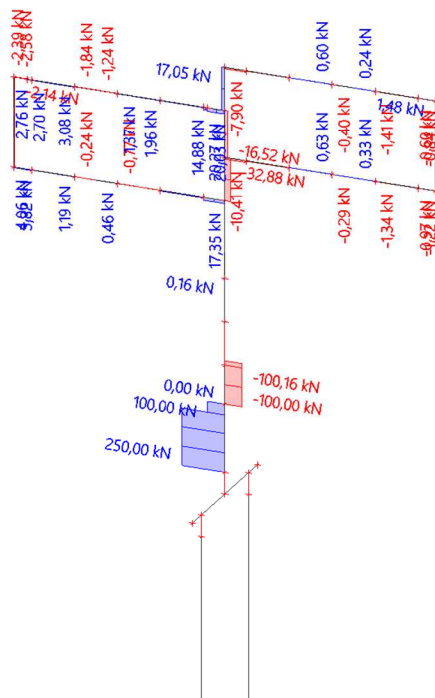 -2,39 kN
-2,58 kN
-2,14 kN
-1,84 kN
-1,24 kN
17,05 kN
0,60 kN
0,24 kN
1,48 kN
2,76 kN
2,70 kN
3,08 kN
-0,24 kN
1,96 kN
14,88 kN
-7,90 kN
-16,52 kN
-32,88 kN
-10,41 kN
0,63 kN
-0,40 kN
0,33 kN
-1,41 kN
1,19 kN
0,46 kN
17,35 kN
-0,29 kN
-1,34 kN
0,16 kN
-100,16 kN
0,00 kN
-100,00 kN
100,00 kN
250,00 kN